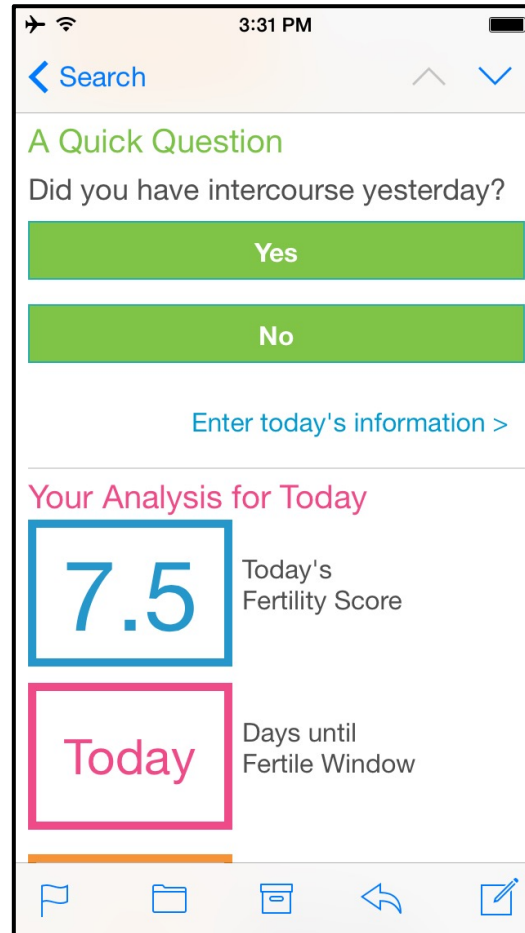 3:31 PM
Search
A Quick Question
Did you have intercourse yesterday?
Yes
No
Enter today's information >
Your Analysis for Today
7.5
Today's
Fertility Score
Today
Days until
Fertile Window